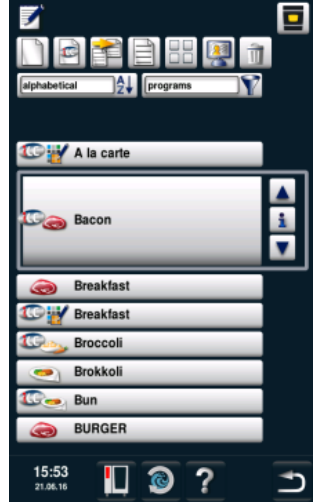 alphabetical
A
Z
programs
A la carte
Bacon
i
Breakfast
Breakfast
Broccoli
Brokkoli
Bun
BURGER
15:53
21.06.16
?